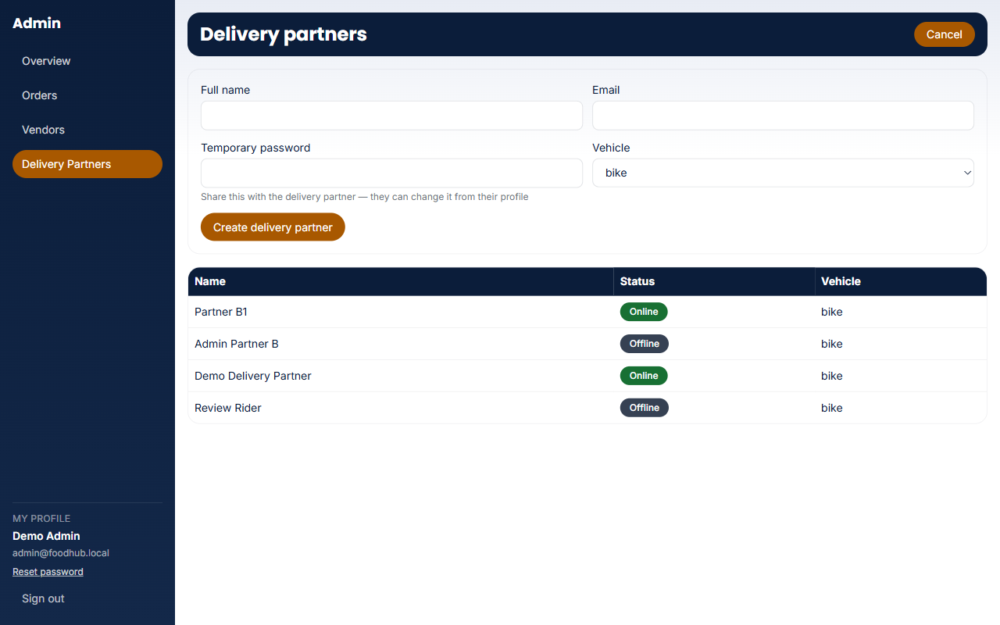 Admin
Overview
Orders
Vendors
Delivery Partners
MY PROFILE
Demo Admin
admin@foodhub.local
Reset password
Sign out
Delivery partners
Cancel
Full name
Email
Temporary password
Vehicle
bike
Share this with the delivery partner — they can change it from their profile
Create delivery partner
Name Status Vehicle
Partner B1 Online bike
Admin Partner B Offline bike
Demo Delivery Partner Online bike
Review Rider Offline bike